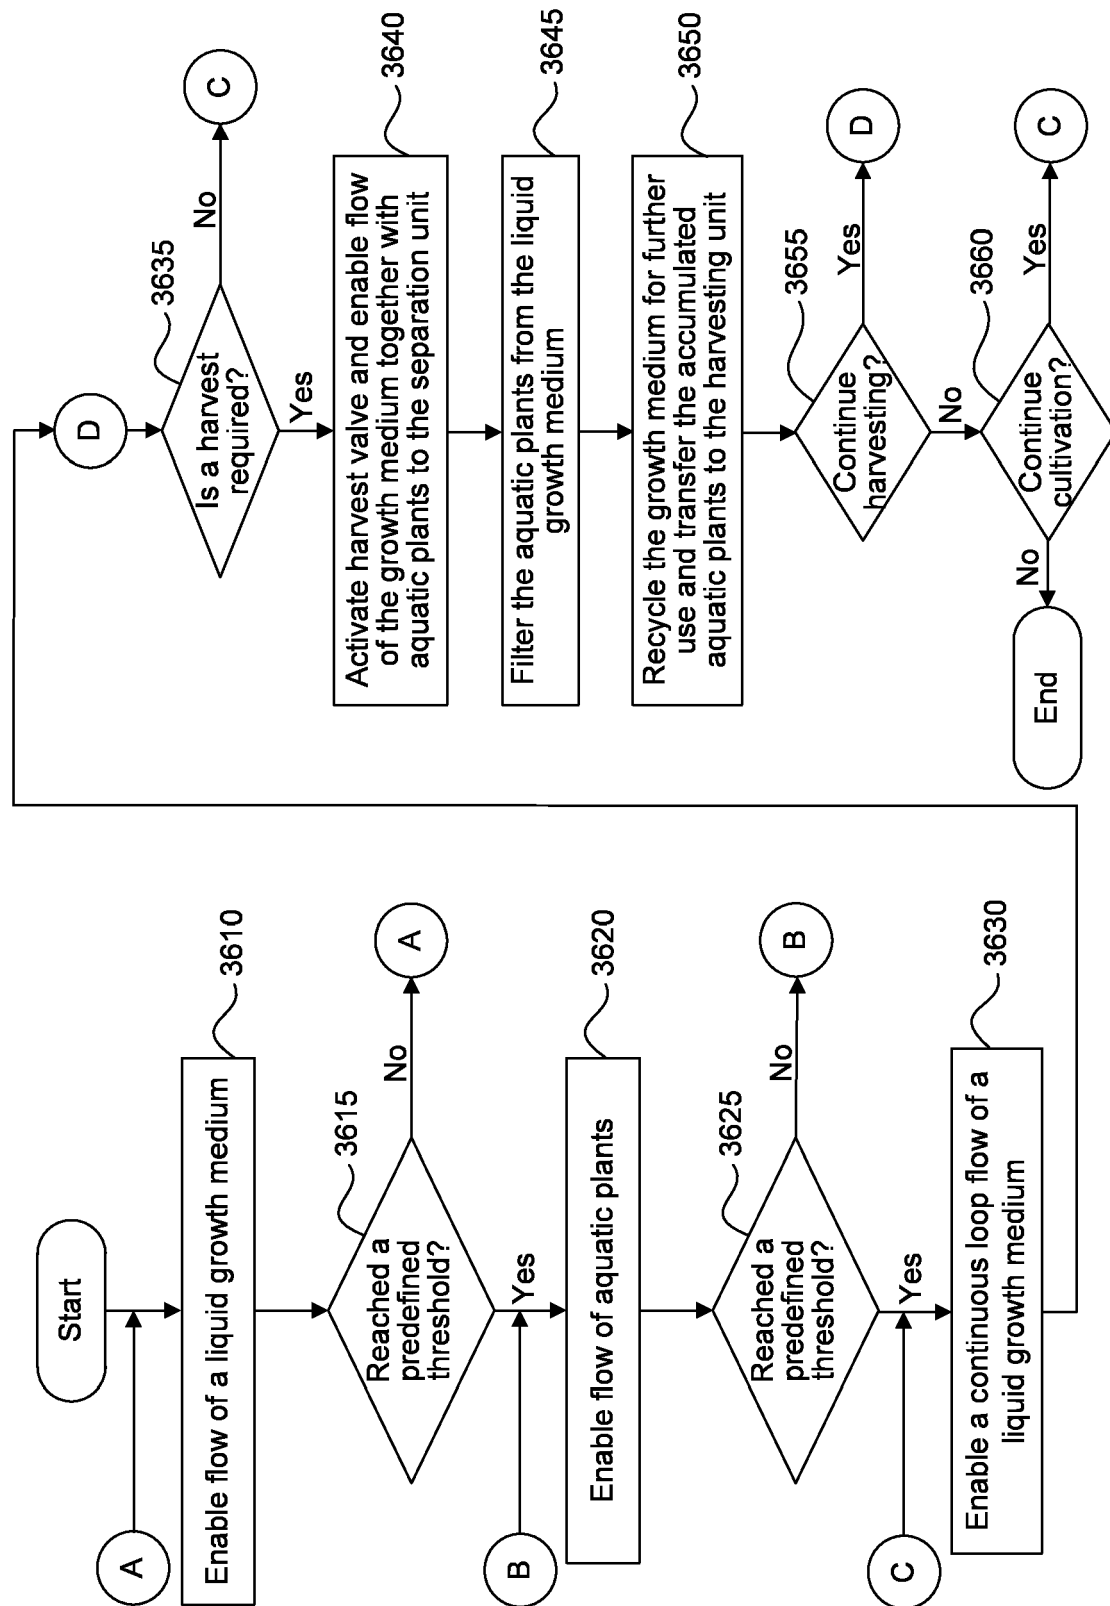 Start
A
Enable flow of a liquid growth medium
3610
Reached a
predefined
threshold?
3615
No
A
Yes
B
Enable flow of aquatic plants
3620
Reached a
predefined
threshold?
3625
No
B
Yes
C
Enable a continuous loop flow of a
liquid growth medium
3630
D
Is a harvest
required?
3635
No
C
Yes
Activate harvest valve and enable flow
of the growth medium together with
aquatic plants to the separation unit
3640
Filter the aquatic plants from the liquid
growth medium
3645
Recycle the growth medium for further
use and transfer the accumulated
aquatic plants to the harvesting unit
3650
Continue
harvesting?
3655
Yes
D
No
Continue
cultivation?
3660
Yes
C
No
End